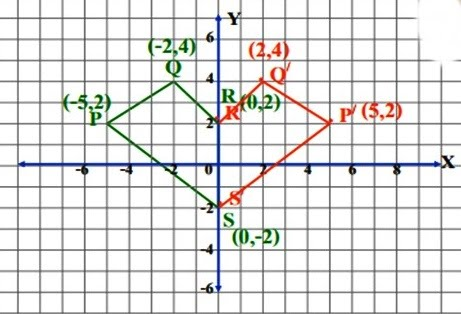 Y
6
(-2,4)
(2,4)
Q
4
Q′
(-5,2)
R
(0,2)
P
2
R′
P′ (5,2)
X
-6
-2
0
2
4
6
8
S′
-2
S
(0,-2)
-4
-6